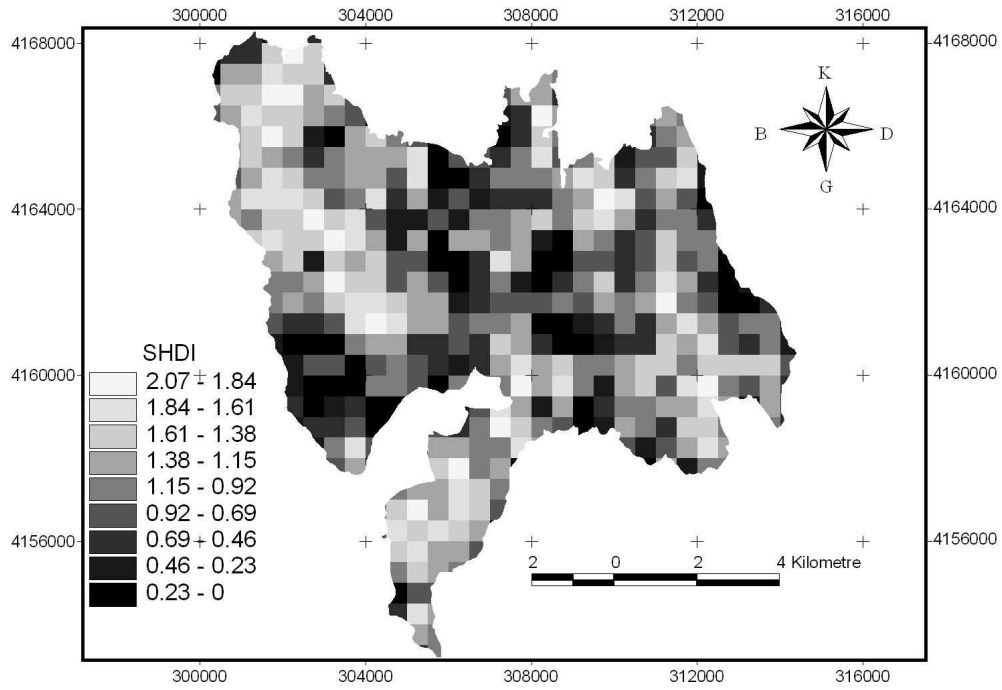 300000 304000 308000 312000 316000
4168000 4168000
K
B D
G
4164000 4164000
SHDI
4160000 4160000
2.07 - 1.84
1.84 - 1.61
1.61 - 1.38
1.38 - 1.15
1.15 - 0.92
0.92 - 0.69
0.69 - 0.46
0.46 - 0.23
0.23 - 0
4156000 4156000
2 0 2 4 Kilometre
300000 304000 308000 312000 316000